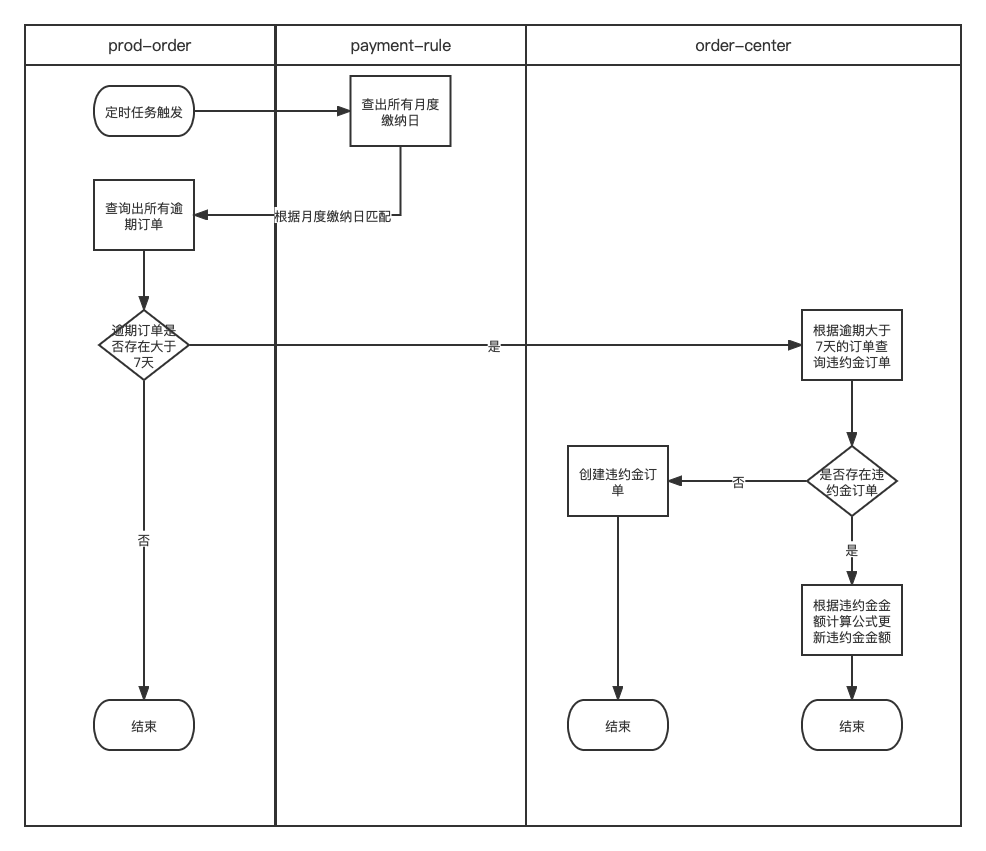 prod-order
payment-rule
order-center
定时任务触发
查出所有月度
缴纳日
查询出所有逾
期订单
根据月度缴纳日匹配
逾期订单是
否存在大于
7天
是
根据逾期大于
7天的订单查
询违约金订单
创建违约金订
单
否
是否存在违
约金订单
否
是
根据违约金金
额计算公式更
新违约金金额
结束
结束
结束